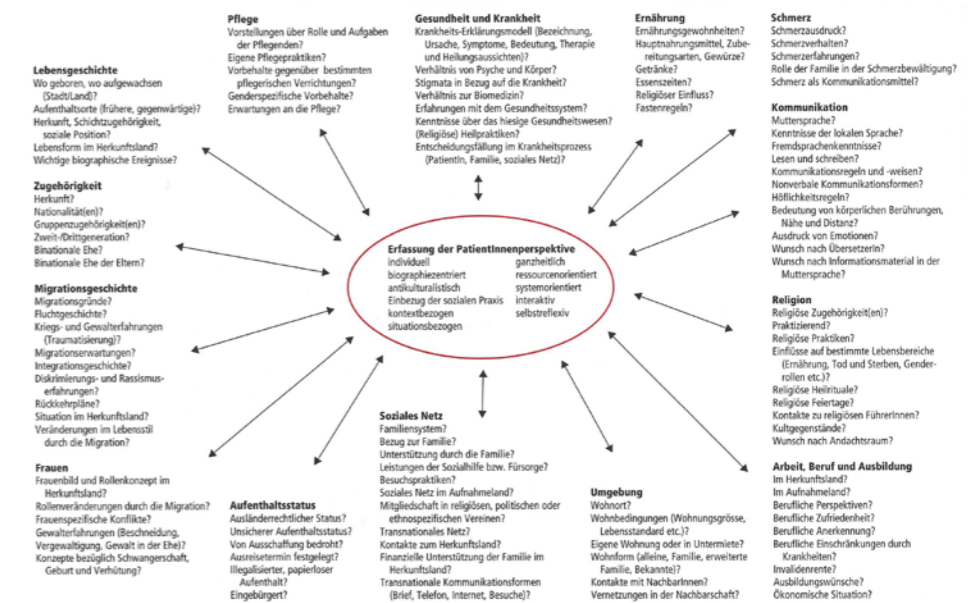 Pflege
Vorstellungen über Rolle und Aufgaben
der Pflegenden?
Eigene Pflegepraktiken?
Vorbehalte gegenüber bestimmten
pflegerischen Verrichtungen?
Genderspezifische Vorbehalte?
Erwartungen an die Pflege?
Gesundheit und Krankheit
Krankheits-Erklärungsmodell (Bezeichnung,
Ursache, Symptome, Bedeutung, Therapie
und Heilungsaussichten)?
Verhältnis von Psyche und Körper?
Stigmata in Bezug auf die Krankheit?
Verhältnis zur Biomedizin?
Erfahrungen mit dem Gesundheitssystem?
Kenntnisse über das hiesige Gesundheitswesen?
(Religiöse) Heilpraktiken?
Entscheidungsfällung im Krankheitsprozess
(PatientIn, Familie, soziales Netz)?
Ernährung
Ernährungsgewohnheiten?
Hauptnahrungsmittel, Zube-
reitungsarten, Gewürze?
Getränke?
Essenszeiten?
Religiöser Einfluss?
Fastenregeln?
Schmerz
Schmerzausdruck?
Schmerzverhalten?
Schmerzerfahrungen?
Rolle der Familie in der Schmerzbewältigung?
Schmerz als Kommunikationsmittel?
Lebensgeschichte
Wo geboren, wo aufgewachsen
(Stadt/Land)?
Aufenthaltsorte (frühere, gegenwärtige)?
Herkunft, Schichtzugehörigkeit,
soziale Position?
Lebensform im Herkunftsland?
Wichtige biographische Ereignisse?
Kommunikation
Muttersprache?
Kenntnisse der lokalen Sprache?
Fremdsprachenkenntnisse?
Lesen und schreiben?
Kommunikationsregeln und -weisen?
Nonverbale Kommunikationsformen?
Höflichkeitsregeln?
Bedeutung von körperlichen Berührungen,
Nähe und Distanz?
Ausdruck von Emotionen?
Wunsch nach ÜbersetzerIn?
Wunsch nach Informationsmaterial in der
Muttersprache?
Zugehörigkeit
Herkunft?
Nationalität(en)?
Gruppenzugehörigkeit(en)?
Zweit-/Drittgeneration?
Binationale Ehe?
Binationale Ehe der Eltern?
Erfassung der PatientInnenperspektive
individuell ganzheitlich
biographiezentriert ressourcenorientiert
antikulturalistisch systemorientiert
Einbezug der sozialen Praxis interaktiv
kontextbezogen selbstreflexiv
situationsbezogen
Migrationsgeschichte
Migrationsgründe?
Fluchtgeschichte?
Kriegs- und Gewalterfahrungen
(Traumatisierung)?
Migrationserwartungen?
Integrationsgeschichte?
Diskriminierungs- und Rassismus-
erfahrungen?
Rückkehrpläne?
Situation im Herkunftsland?
Veränderungen im Lebensstil
durch die Migration?
Religion
Religiöse Zugehörigkeit(en)?
Praktizierend?
Religiöse Praktiken?
Einflüsse auf bestimmte Lebensbereiche
(Ernährung, Tod und Sterben, Gender-
rollen etc.)?
Religiöse Heilrituale?
Religiöse Feiertage?
Kontakte zu religiösen FührerInnen?
Kultgegenstände?
Wunsch nach Andachtsraum?
Frauen
Frauenbild und Rollenkonzept im
Herkunftsland?
Rollenveränderungen durch die Migration?
Frauenspezifische Konflikte?
Gewalterfahrungen (Beschneidung,
Vergewaltigung, Gewalt in der Ehe)?
Konzepte bezüglich Schwangerschaft,
Geburt und Verhütung?
Aufenthaltsstatus
Ausländerrechtlicher Status?
Unsicherer Aufenthaltsstatus?
Von Ausschaffung bedroht?
Ausreisetermin festgelegt?
Illegalisierter, papierloser
Aufenthalt?
Eingebürgert?
Soziales Netz
Familiensystem?
Bezug zur Familie?
Unterstützung durch die Familie?
Leistungen der Sozialhilfe bzw. Fürsorge?
Besuchspraktiken?
Soziales Netz im Aufnahmeland?
Mitgliedschaft in religiösen, politischen oder
ethnospezifischen Vereinen?
Transnationales Netz?
Kontakte zum Herkunftsland?
Finanzielle Unterstützung der Familie im
Herkunftsland?
Transnationale Kommunikationsformen
(Brief, Telefon, Internet, Besuche)?
Umgebung
Wohnort?
Wohnbedingungen (Wohnungsgrösse,
Lebensstandard etc.)?
Eigene Wohnung oder in Untermiete?
Wohnform (alleine, Familie, erweiterte
Familie, Bekannte)?
Kontakte mit NachbarInnen?
Vernetzungen in der Nachbarschaft?
Arbeit, Beruf und Ausbildung
Im Herkunftsland?
Im Aufnahmeland?
Berufliche Perspektiven?
Berufliche Zufriedenheit?
Berufliche Anerkennung?
Berufliche Einschränkungen durch
Krankheiten?
Invalidenrente?
Ausbildungswünsche?
Ökonomische Situation?